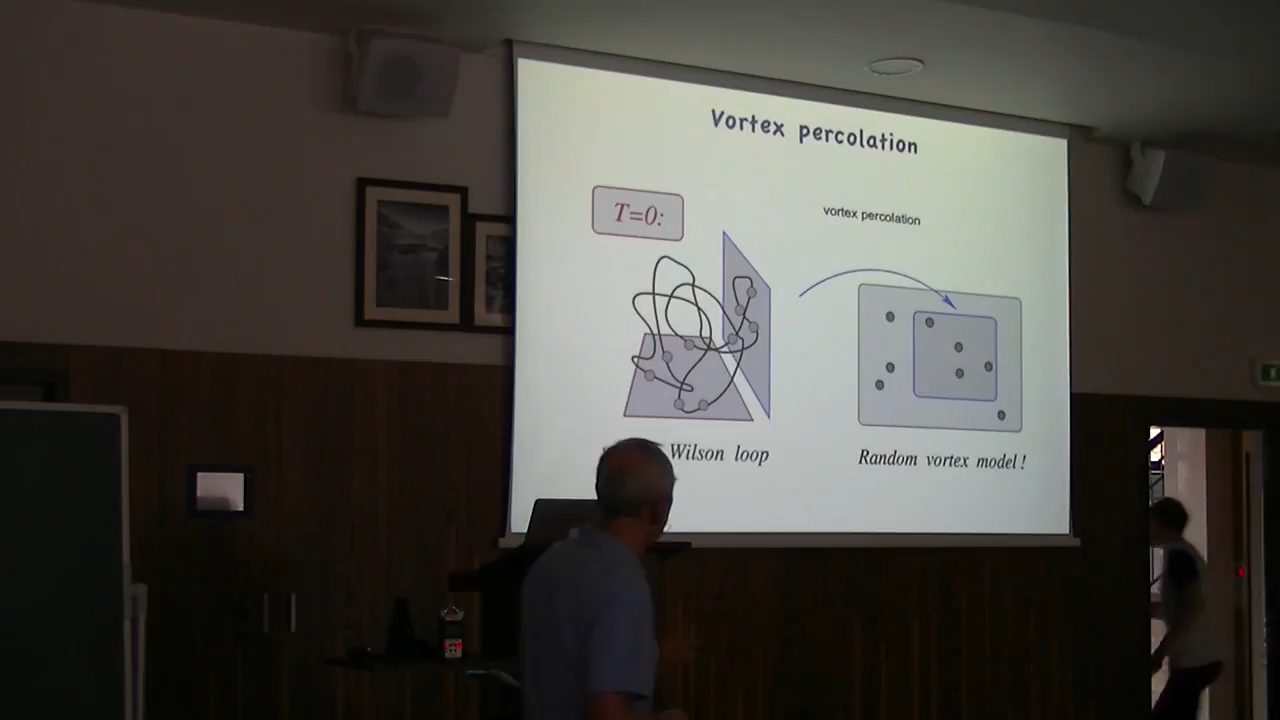 Vortex percolation
T=0:
vortex percolation
Wilson loop
Random vortex model !